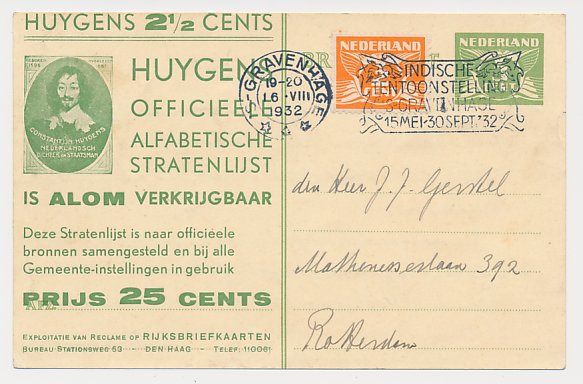 HUYGENS 2½ CENTS
HUYGENS
OFFICIEELE
ALFABETISCHE
STRATENLIJST
IS ALOM VERKRIJGBAAR
CONSTANTIJN HUYGENS
NEDERLANDSCH
DICHTER EN STAATSMAN
Deze Stratenlijst is naar officieele
bronnen samengesteld en bij alle
Gemeente-instellingen in gebruik
PRIJS 25 CENTS
EXPLOITATIE VAN RECLAME OP RIJKSBRIEFKAARTEN
BUREAU STATIONSWEG 53 --- DEN HAAG --- TELEF. 110061
'S-GRAVENHAGE
19-20
16 VIII
1932
NEDERLAND
NEDERLAND
INDISCHE
TENTOONSTELLING
'S-GRAVENHAGE
15 MEI-30 SEPT. '32
den Heer J. J. Gerstel
Mathenesserlaan 392
Rotterdam